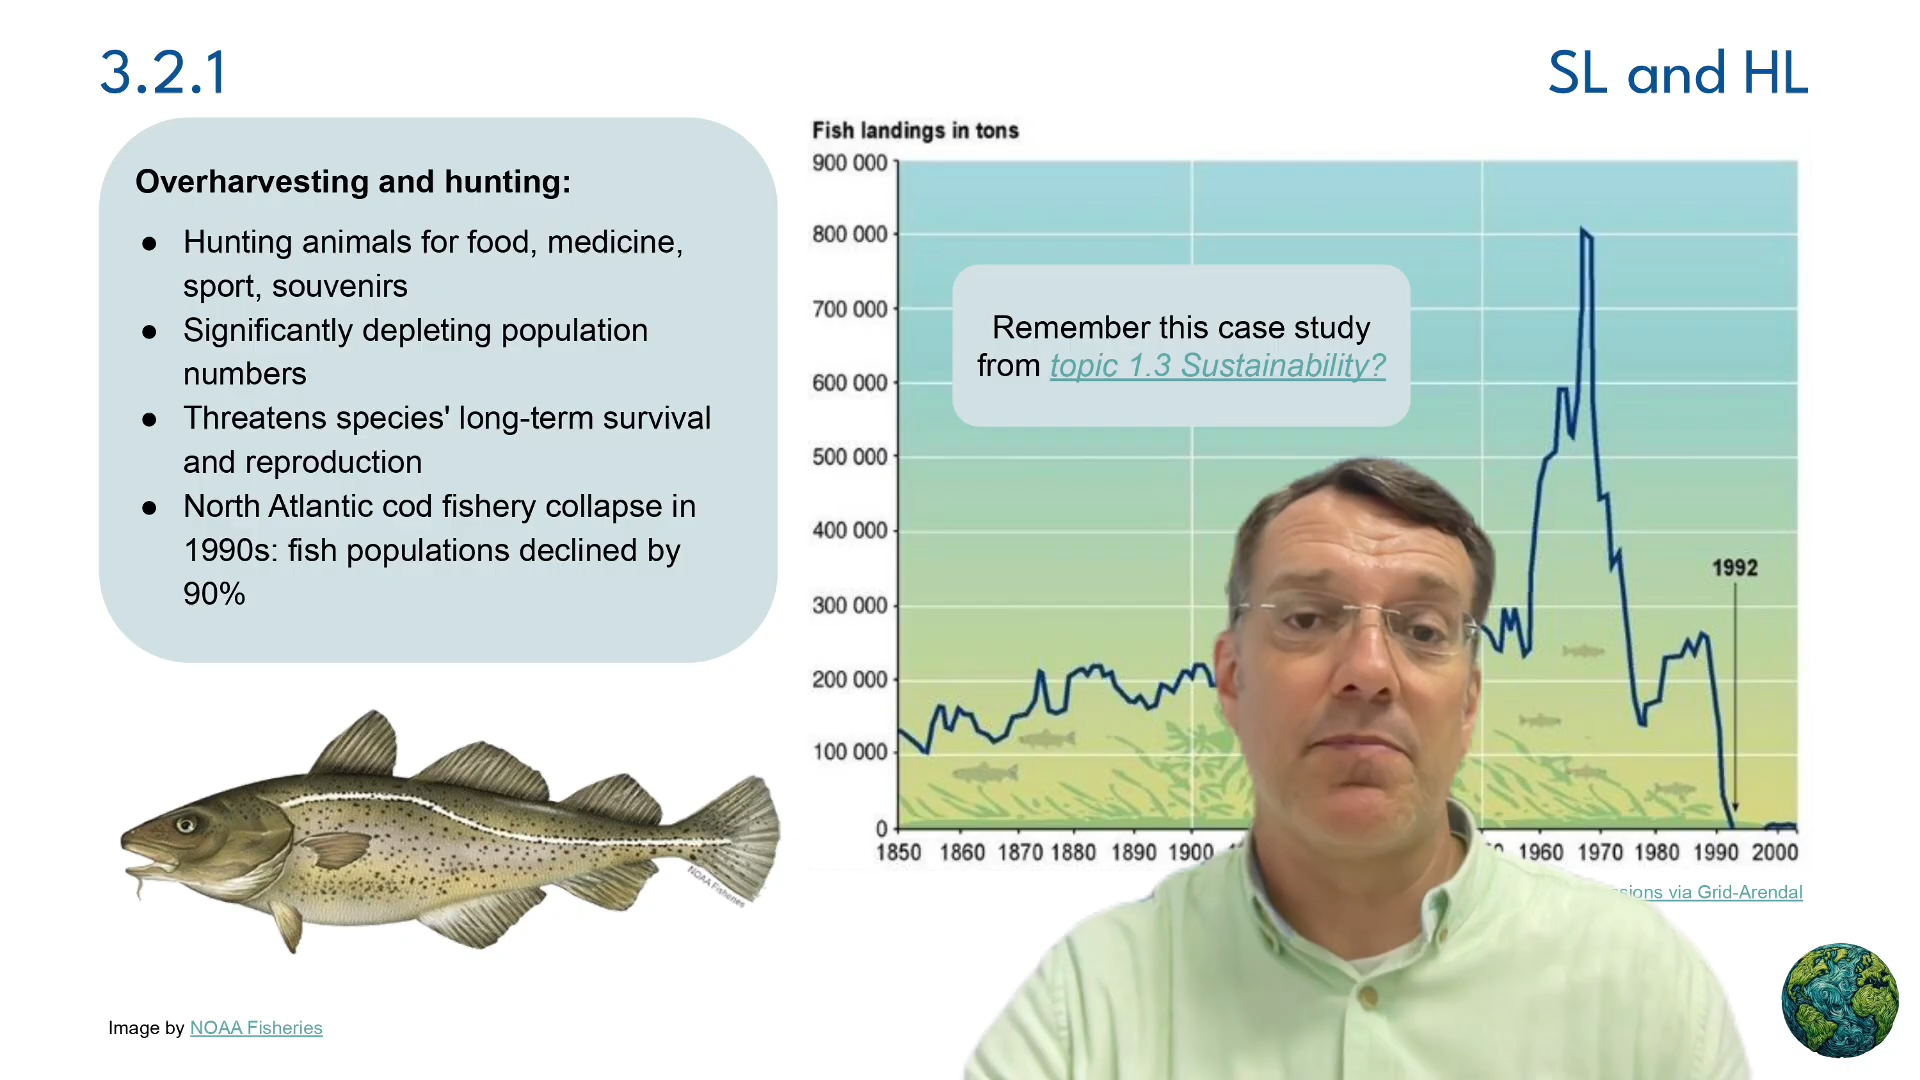 3.2.1
SL and HL
Overharvesting and hunting:
● Hunting animals for food, medicine,
sport, souvenirs
● Significantly depleting population
numbers
● Threatens species' long-term survival
and reproduction
● North Atlantic cod fishery collapse in
1990s: fish populations declined by
90%
NOAA Fisheries
Image by NOAA Fisheries
Fish landings in tons
900 000
800 000
700 000
600 000
500 000
400 000
300 000
200 000
100 000
0
Remember this case study
from topic 1.3 Sustainability?
1992
1850 1860 1870 1880 1890 1900 1960 1970 1980 1990 2000
via Grid-Arendal